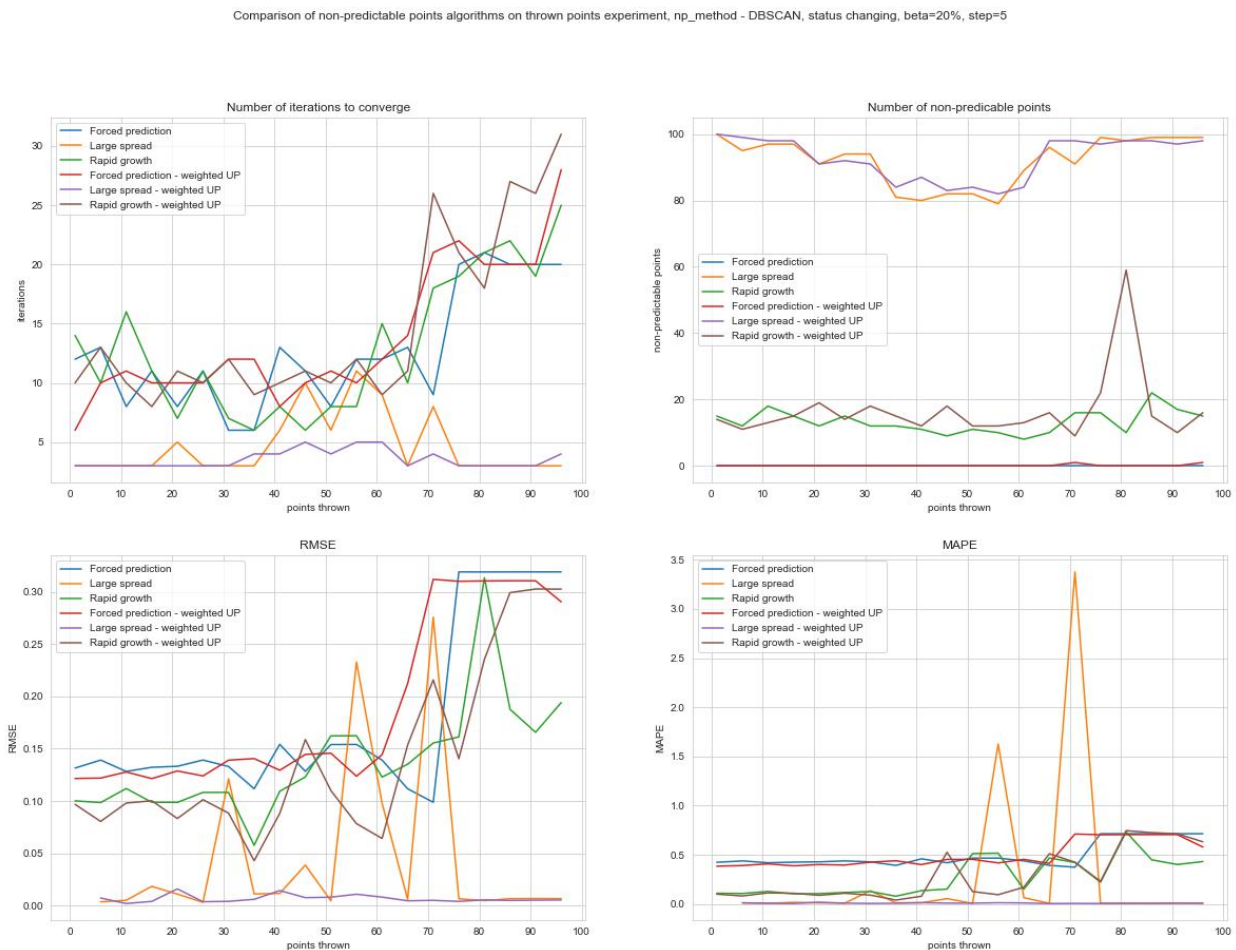 Comparison of non-predictable points algorithms on thrown points experiment, np_method - DBSCAN, status changing, beta=20%, step=5
Number of iterations to converge
Forced prediction
Large spread
Rapid growth
Forced prediction - weighted UP
Large spread - weighted UP
Rapid growth - weighted UP
iterations
30
25
20
15
10
5
0 10 20 30 40 50 60 70 80 90 100
points thrown
Number of non-predicable points
Forced prediction
Large spread
Rapid growth
Forced prediction - weighted UP
Large spread - weighted UP
Rapid growth - weighted UP
non-predictable points
100
80
60
40
20
0
0 10 20 30 40 50 60 70 80 90 100
points thrown
RMSE
Forced prediction
Large spread
Rapid growth
Forced prediction - weighted UP
Large spread - weighted UP
Rapid growth - weighted UP
RMSE
0.30
0.25
0.20
0.15
0.10
0.05
0.00
0 10 20 30 40 50 60 70 80 90 100
points thrown
MAPE
Forced prediction
Large spread
Rapid growth
Forced prediction - weighted UP
Large spread - weighted UP
Rapid growth - weighted UP
MAPE
3.5
3.0
2.5
2.0
1.5
1.0
0.5
0.0
0 10 20 30 40 50 60 70 80 90 100
points thrown